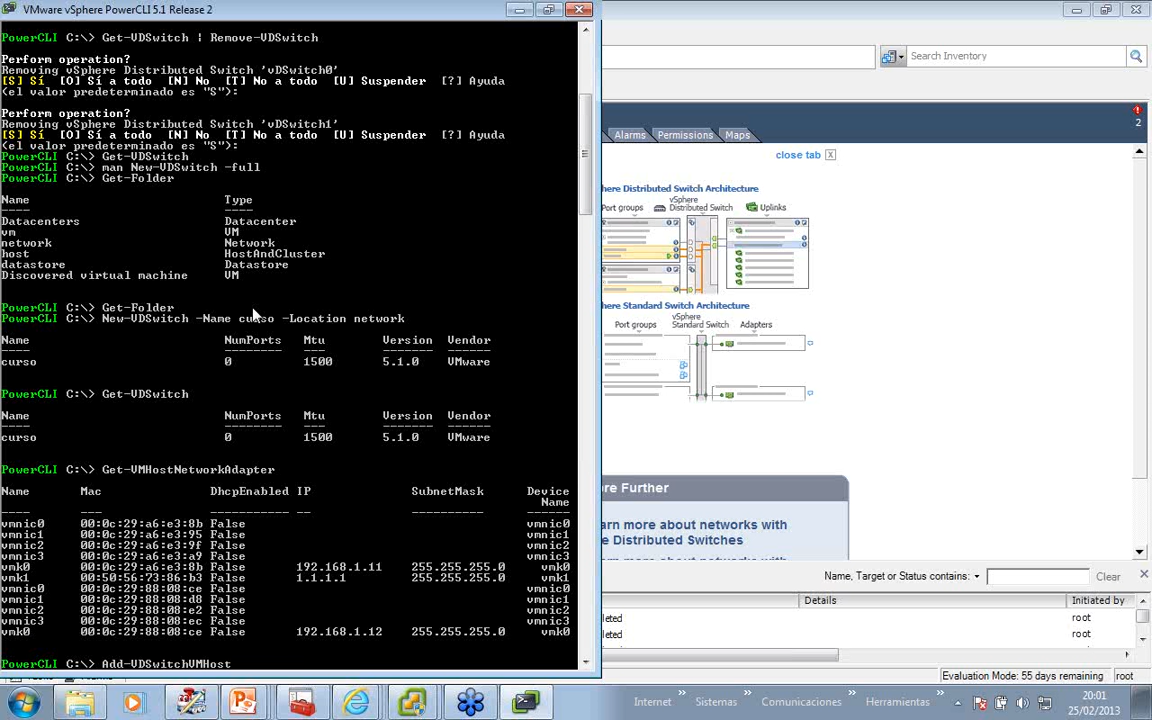 VMware vSphere PowerCLI 5.1 Release 2
PowerCLI C:\> Get-VDSwitch | Remove-VDSwitch
Perform operation?
Removing vSphere Distributed Switch 'vDSwitch0'
[S] Sí  [O] Sí a todo  [N] No  [T] No a todo  [U] Suspender  [?] Ayuda
(el valor predeterminado es "S"):
Perform operation?
Removing vSphere Distributed Switch 'vDSwitch1'
[S] Sí  [O] Sí a todo  [N] No  [T] No a todo  [U] Suspender  [?] Ayuda
(el valor predeterminado es "S"):
PowerCLI C:\> Get-VDSwitch
PowerCLI C:\> man New-VDSwitch -full
PowerCLI C:\> Get-Folder
Name Type
---- ----
Datacenters Datacenter
vm VM
network Network
host HostAndCluster
datastore Datastore
Discovered virtual machine VM
PowerCLI C:\> Get-Folder
PowerCLI C:\> New-VDSwitch -Name curso -Location network
Name NumPorts Mtu Version Vendor
---- -------- --- ------- ------
curso 0 1500 5.1.0 VMware
PowerCLI C:\> Get-VDSwitch
Name NumPorts Mtu Version Vendor
---- -------- --- ------- ------
curso 0 1500 5.1.0 VMware
PowerCLI C:\> Get-VMHostNetworkAdapter
Name Mac DhcpEnabled IP SubnetMask Device
Name
---- --- ----------- -- ---------- ------
vmnic0 00:0c:29:a6:e3:8b False vmnic0
vmnic1 00:0c:29:a6:e3:95 False vmnic1
vmnic2 00:0c:29:a6:e3:9f False vmnic2
vmnic3 00:0c:29:a6:e3:a9 False vmnic3
vmk0 00:0c:29:a6:e3:8b False 192.168.1.11 255.255.255.0 vmk0
vmk1 00:50:56:73:86:b3 False 1.1.1.1 255.255.255.0 vmk1
vmnic0 00:0c:29:88:08:ce False vmnic0
vmnic1 00:0c:29:88:08:d8 False vmnic1
vmnic2 00:0c:29:88:08:e2 False vmnic2
vmnic3 00:0c:29:88:08:ec False vmnic3
vmk0 00:0c:29:88:08:ce False 192.168.1.12 255.255.255.0 vmk0
PowerCLI C:\> Add-VDSwitchVMHost
Search Inventory
2
Alarms Permissions Maps
close tab X
here Distributed Switch Architecture
Port groups vSphere Distributed Switch Uplinks
here Standard Switch Architecture
Port groups vSphere Standard Switch Adapters
re Further
arn more about networks with
e Distributed Switches
Name, Target or Status contains: Clear
Details Initiated by
leted root
leted root
Evaluation Mode: 55 days remaining root
Internet » Sistemas » Comunicaciones » Herramientas »
20:01
25/02/2013